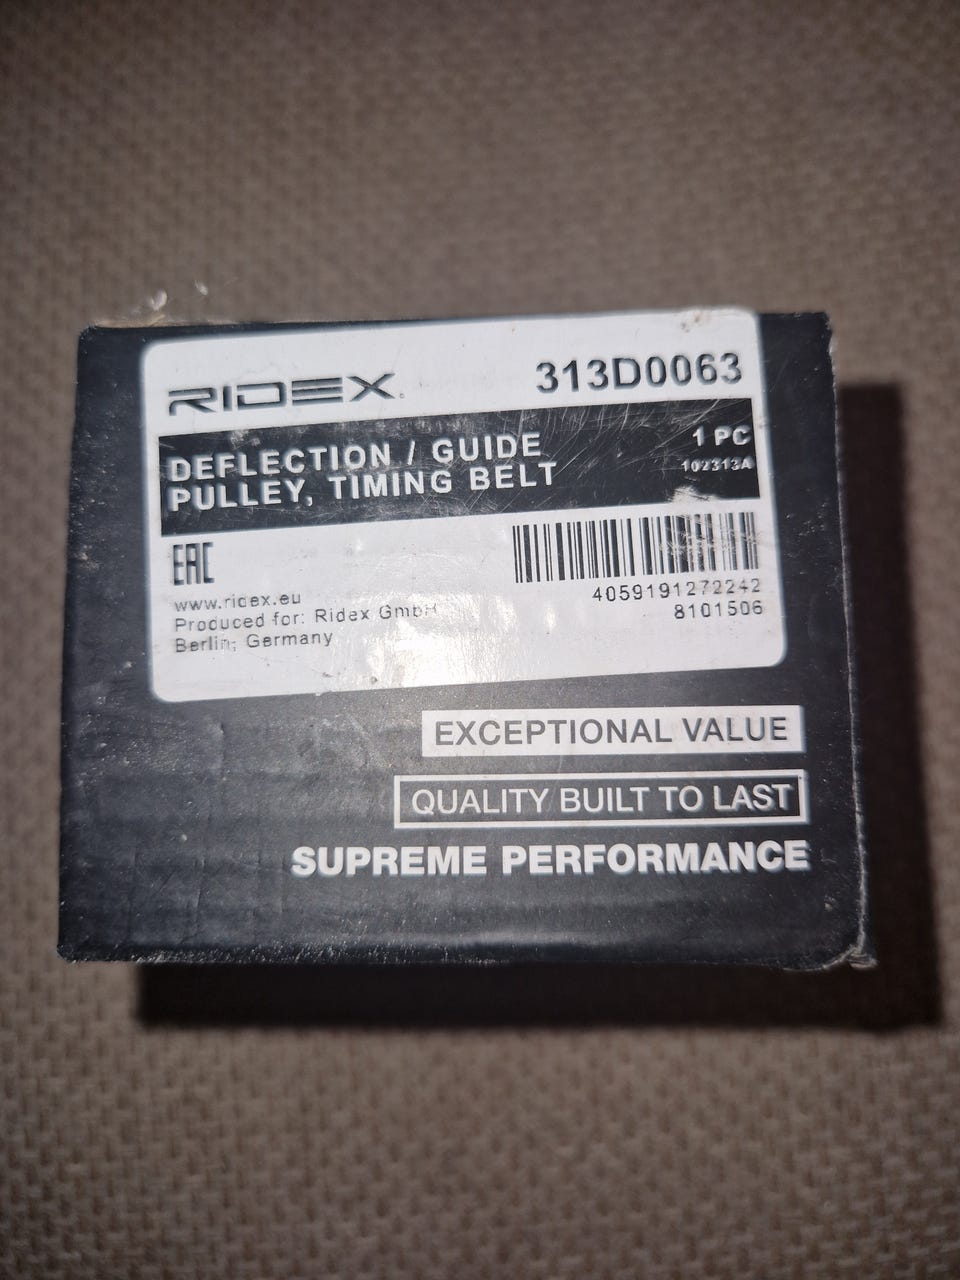 RIDEX
313D0063
DEFLECTION / GUIDE
PULLEY, TIMING BELT
1 PC
102313A
EAC
4059191272242
8101506
www.ridex.eu
Produced for: Ridex GmbH
Berlin, Germany
EXCEPTIONAL VALUE
QUALITY BUILT TO LAST
SUPREME PERFORMANCE